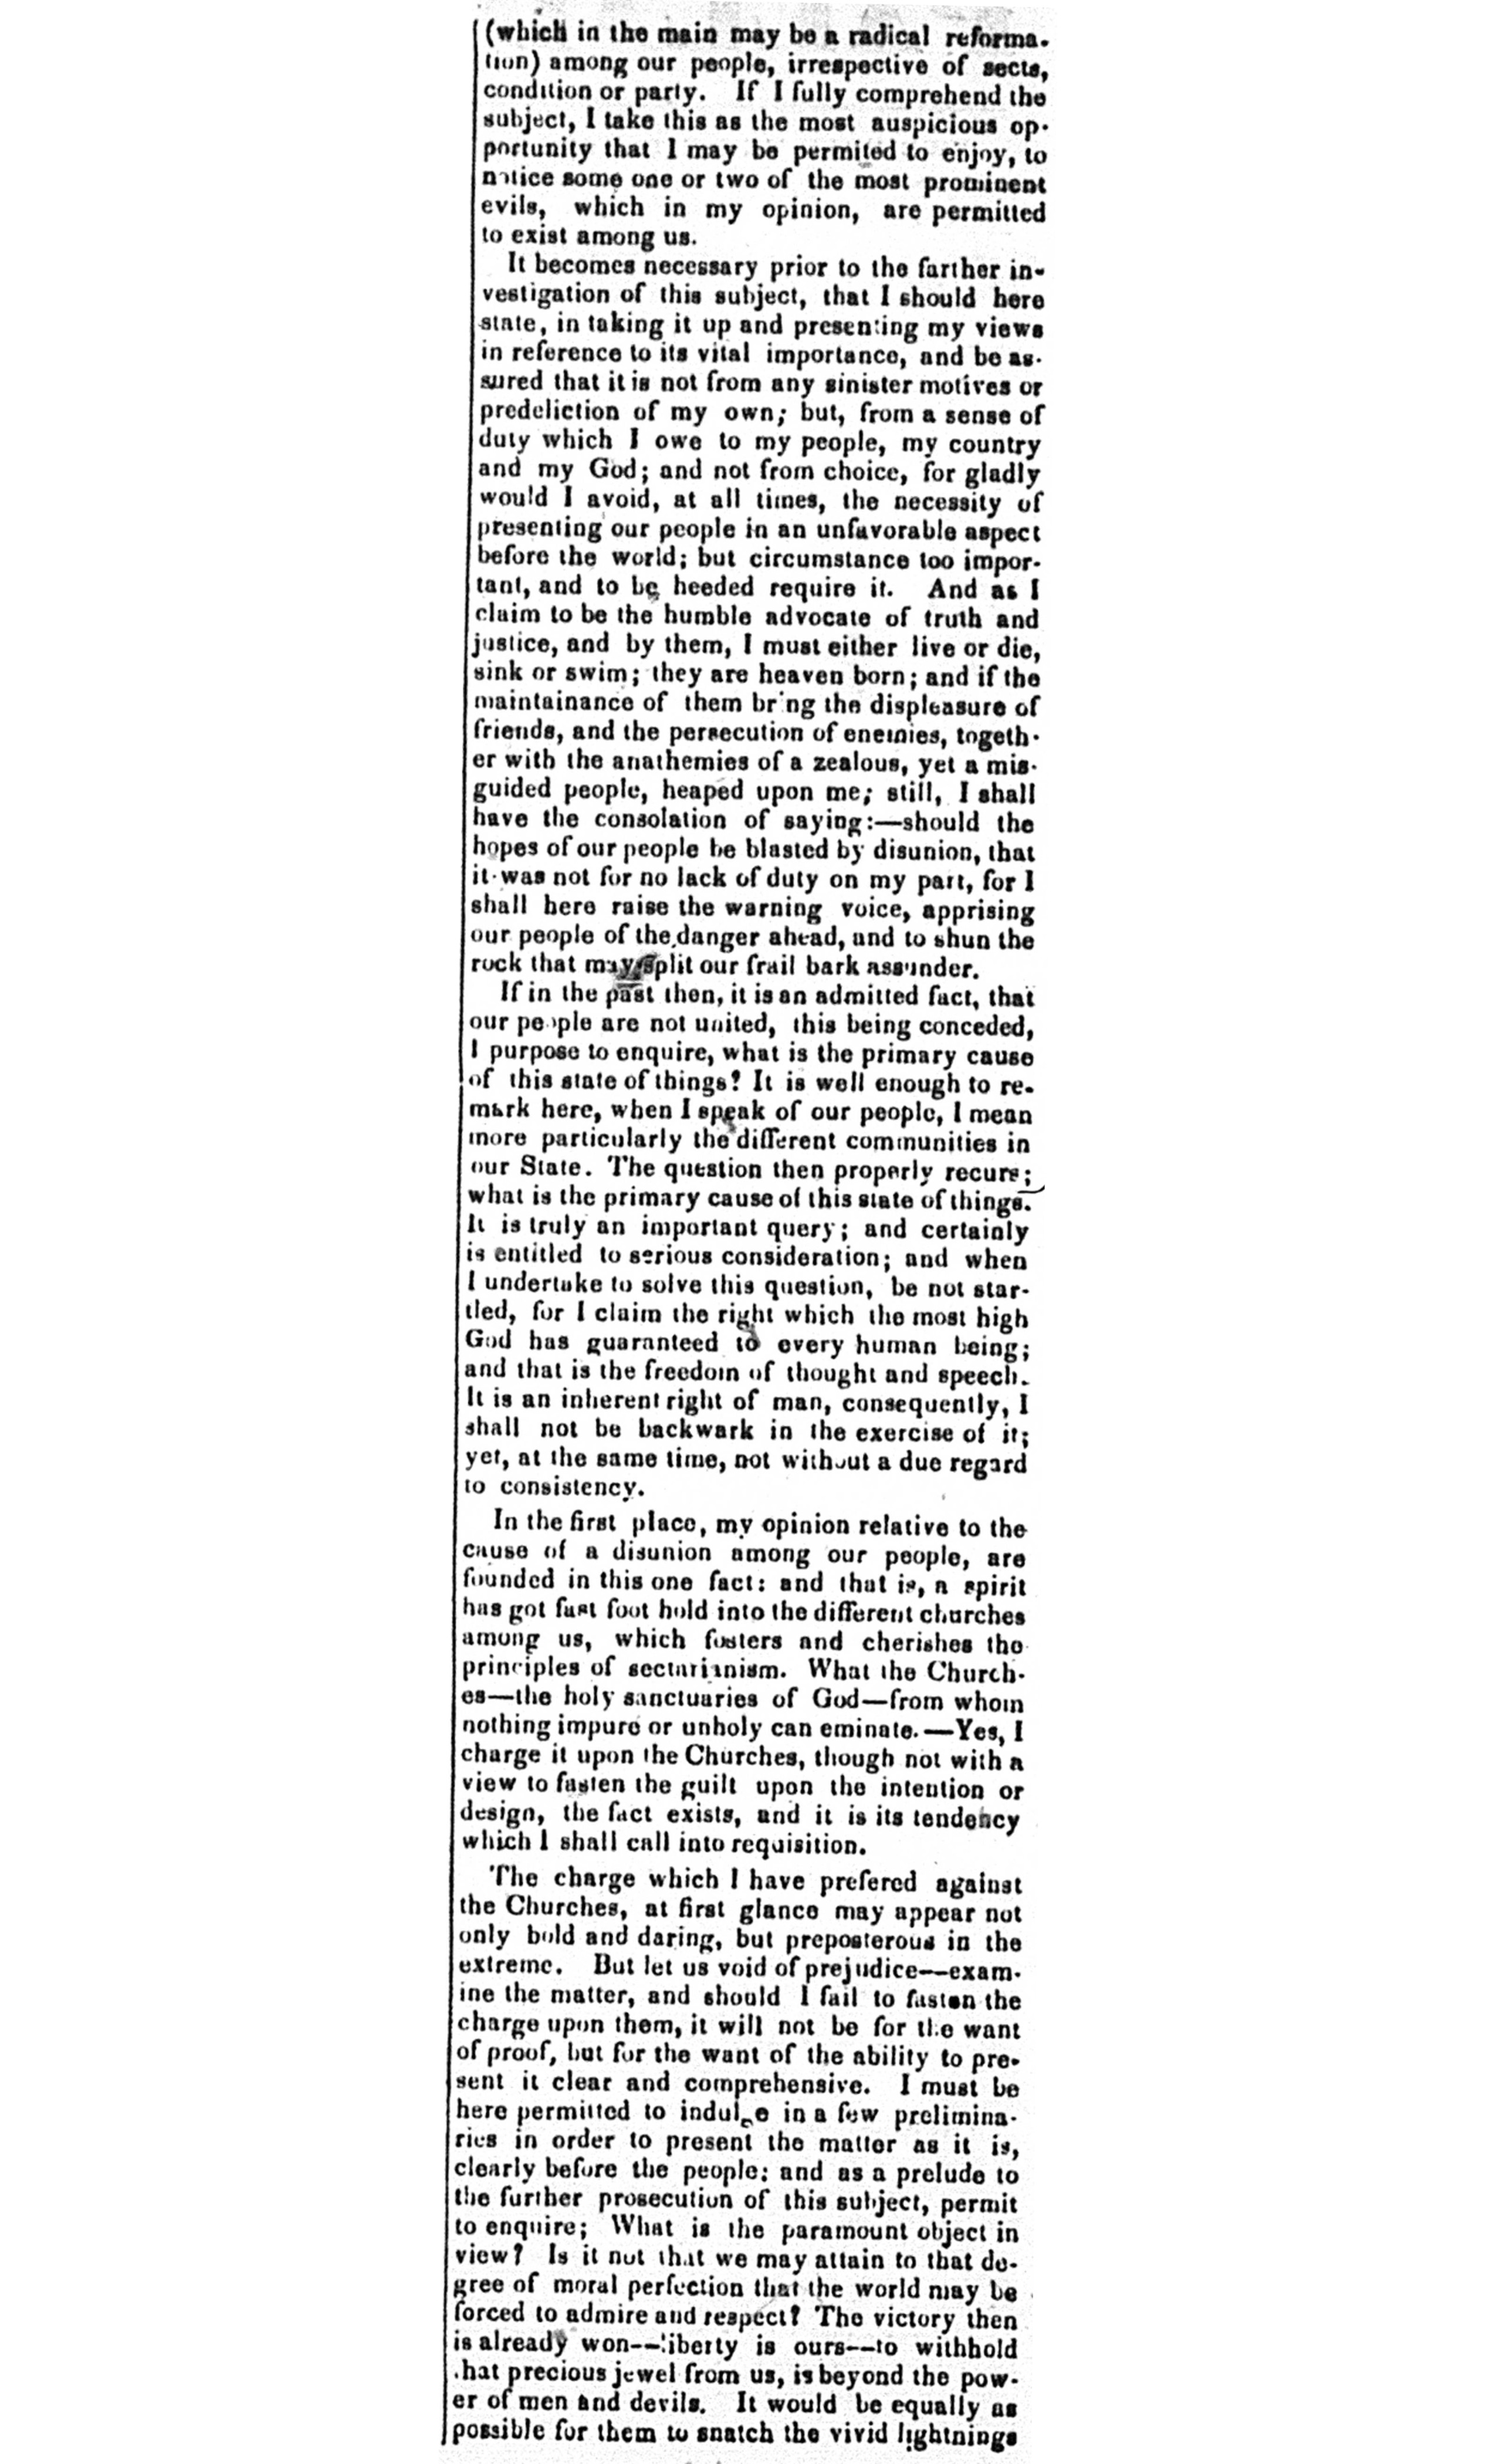 (which in the main may be a radical reforma-
tion) among our people, irrespective of sects,
condition or party. If I fully comprehend the
subject, I take this as the most auspicious op-
portunity that I may be permited to enjoy, to
notice some one or two of the most prominent
evils, which in my opinion, are permitted
to exist among us.
It becomes necessary prior to the farther in-
vestigation of this subject, that I should here
state, in taking it up and presenting my views
in reference to its vital importance, and be as-
sured that it is not from any sinister motives or
predeliction of my own; but, from a sense of
duty which I owe to my people, my country
and my God; and not from choice, for gladly
would I avoid, at all times, the necessity of
presenting our people in an unfavorable aspect
before the world; but circumstance too impor-
tant, and to be heeded require it. And as I
claim to be the humble advocate of truth and
justice, and by them, I must either live or die,
sink or swim; they are heaven born; and if the
maintainance of them bring the displeasure of
friends, and the persecution of enemies, togeth-
er with the anathemies of a zealous, yet a mis-
guided people, heaped upon me; still, I shall
have the consolation of saying:—should the
hopes of our people be blasted by disunion, that
it was not for no lack of duty on my part, for I
shall here raise the warning voice, apprising
our people of the danger ahead, and to shun the
rock that may split our frail bark assunder.
If in the past then, it is an admitted fact, that
our people are not united, this being conceded,
I purpose to enquire, what is the primary cause
of this state of things? It is well enough to re-
mark here, when I speak of our people, I mean
more particularly the different communities in
our State. The question then properly recurs;
what is the primary cause of this state of things.
It is truly an important query; and certainly
is entitled to serious consideration; and when
I undertake to solve this question, be not star-
tled, for I claim the right which the most high
God has guaranteed to every human being;
and that is the freedom of thought and speech.
It is an inherent right of man, consequently, I
shall not be backwark in the exercise of it;
yet, at the same time, not without a due regard
to consistency.
In the first place, my opinion relative to the
cause of a disunion among our people, are
founded in this one fact: and that is, a spirit
has got fast foot hold into the different churches
among us, which fosters and cherishes the
principles of sectarianism. What the Church-
es—the holy sanctuaries of God—from whom
nothing impure or unholy can eminate.—Yes, I
charge it upon the Churches, though not with a
view to fasten the guilt upon the intention or
design, the fact exists, and it is its tendency
which I shall call into requisition.
The charge which I have prefered against
the Churches, at first glance may appear not
only bold and daring, but preposterous in the
extreme. But let us void of prejudice--exam-
ine the matter, and should I fail to fasten the
charge upon them, it will not be for the want
of proof, but for the want of the ability to pre-
sent it clear and comprehensive. I must be
here permitted to indulge in a few prelimina-
ries in order to present the matter as it is,
clearly before the people: and as a prelude to
the further prosecution of this subject, permit
to enquire; What is the paramount object in
view? Is it not that we may attain to that de-
gree of moral perfection that the world may be
forced to admire and respect? The victory then
is already won--liberty is ours--to withhold
that precious jewel from us, is beyond the pow-
er of men and devils. It would be equally as
possible for them to snatch the vivid lightnings